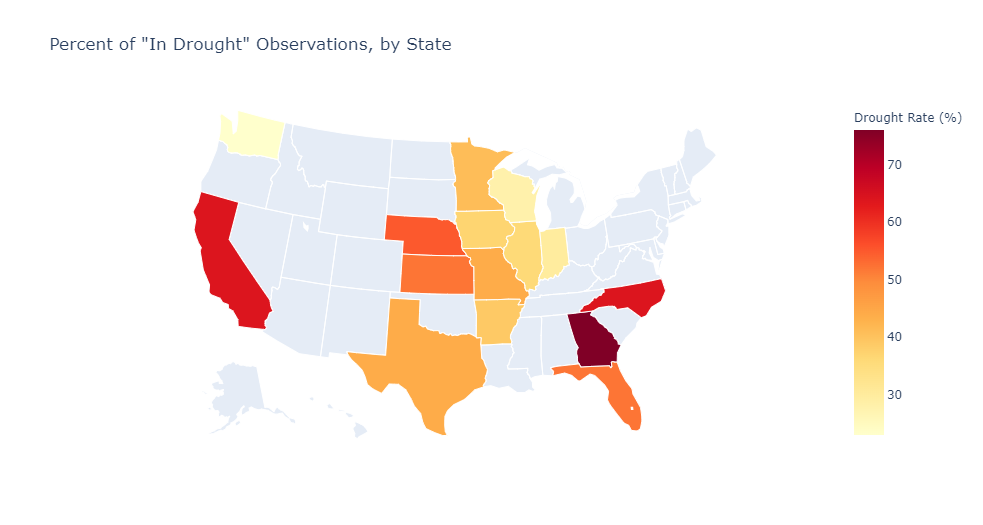 Percent of "In Drought" Observations, by State
Drought Rate (%)
70
60
50
40
30